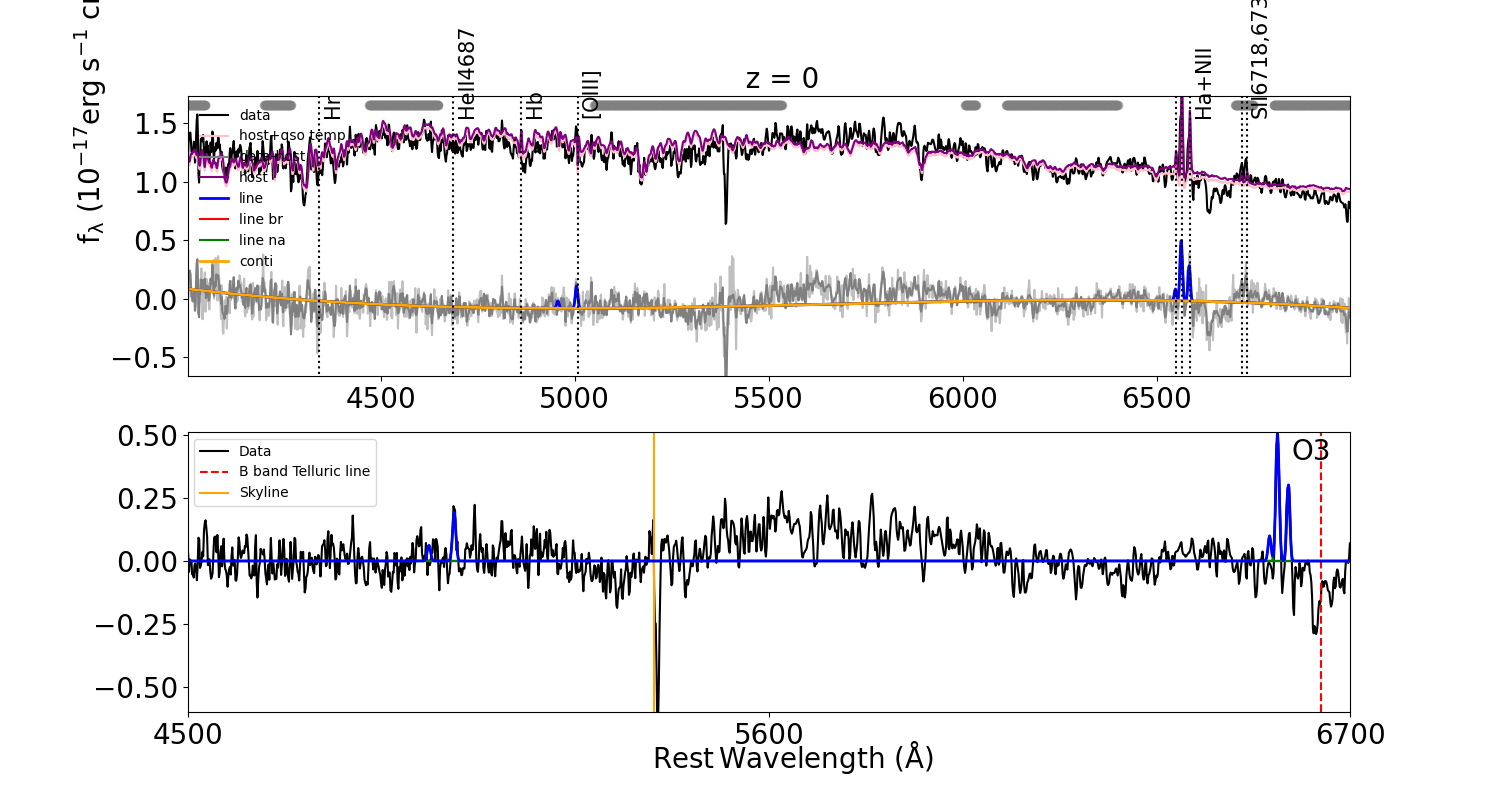 z = 0
f_λ (10⁻¹⁷erg s⁻¹
Hr
HeII4687
Hb
[OIII]
Ha+NII
SII6718,673
data
host+qso temp
host
line
line br
line na
conti
1.5
1.0
0.5
0.0
−0.5
4500
5000
5500
6000
6500
Data
B band Telluric line
Skyline
O3
0.50
0.25
0.00
−0.25
−0.50
4500
5600
6700
Rest Wavelength (Å)